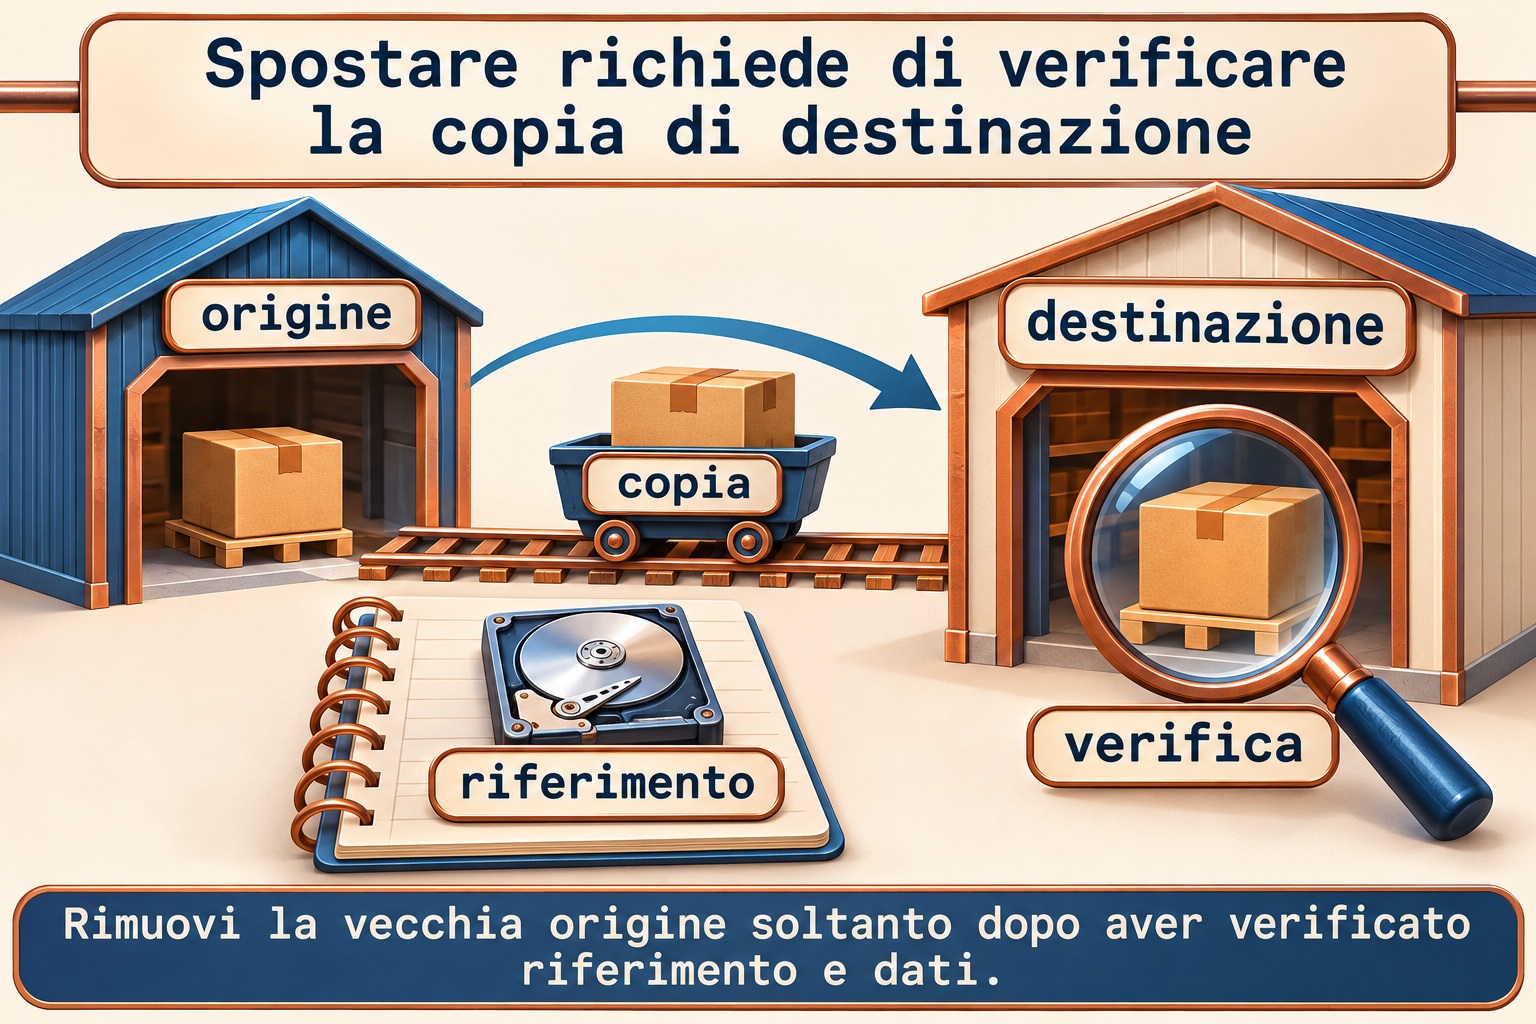 Spostare richiede di verificare
la copia di destinazione
origine
destinazione
copia
riferimento
verifica
Rimuovi la vecchia origine soltanto dopo aver verificato
riferimento e dati.